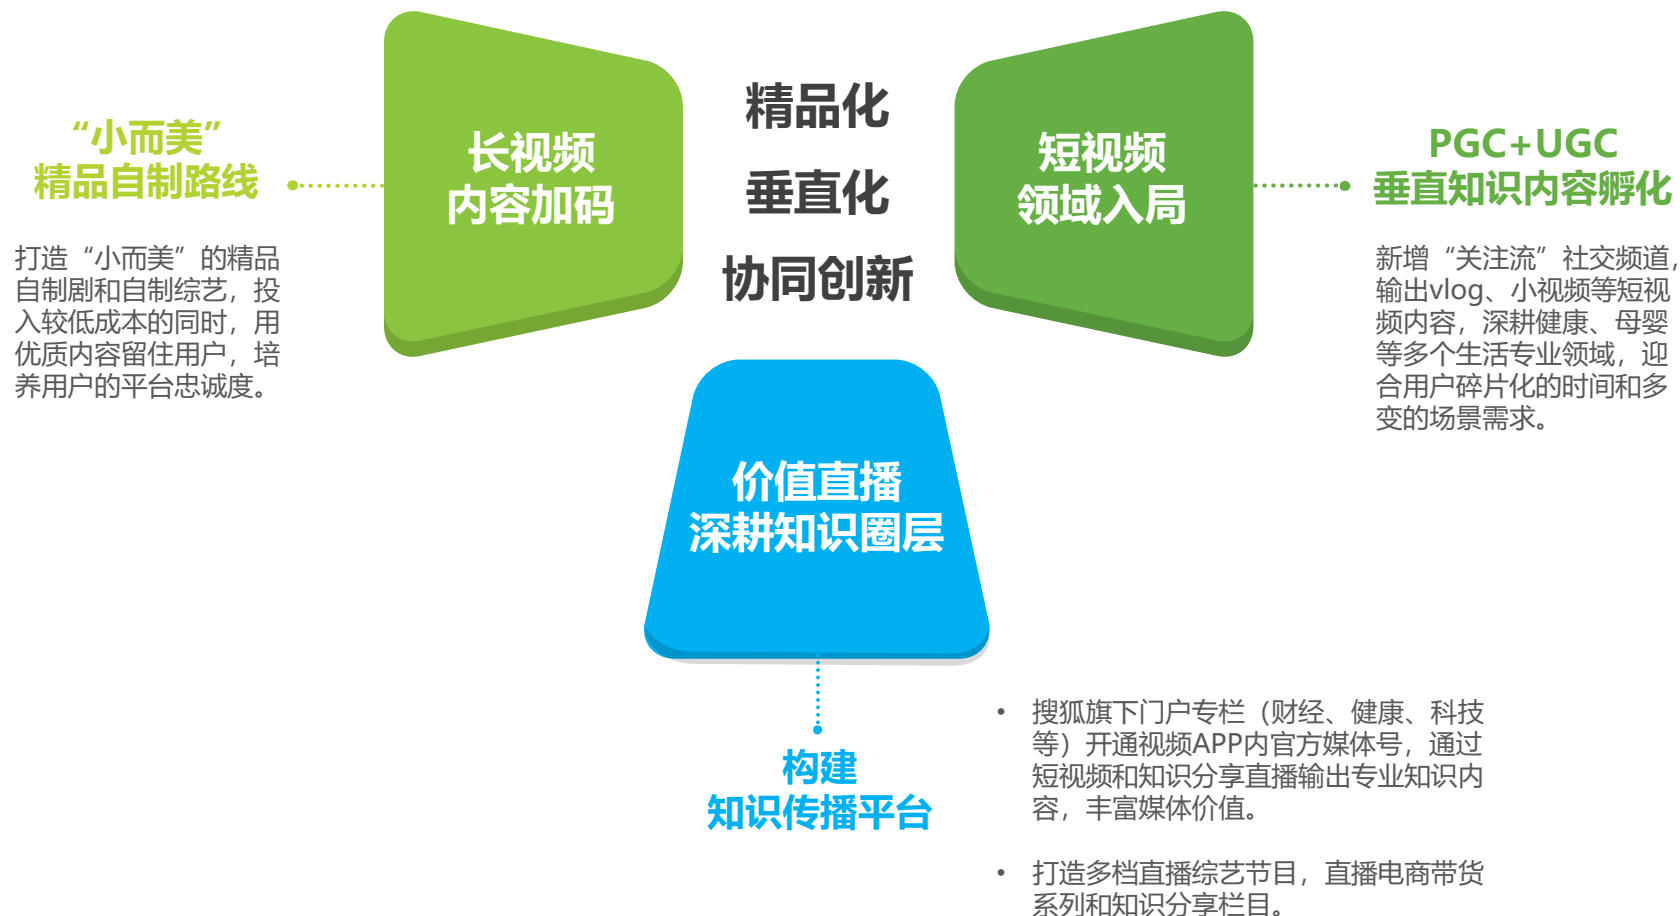 “小而美”
精品自制路线
打造“小而美”的精品
自制剧和自制综艺，投
入较低成本的同时，用
优质内容留住用户，培
养用户的平台忠诚度。
长视频
内容加码
精品化
垂直化
协同创新
短视频
领域入局
PGC+UGC
垂直知识内容孵化
新增“关注流”社交频道，
输出vlog、小视频等短视
频内容，深耕健康、母婴
等多个生活专业领域，迎
合用户碎片化的时间和多
变的场景需求。
价值直播
深耕知识圈层
构建
知识传播平台
• 搜狐旗下门户专栏（财经、健康、科技
等）开通视频APP内官方媒体号，通过
短视频和知识分享直播输出专业知识内
容，丰富媒体价值。
• 打造多档直播综艺节目，直播电商带货
系列和知识分享栏目。